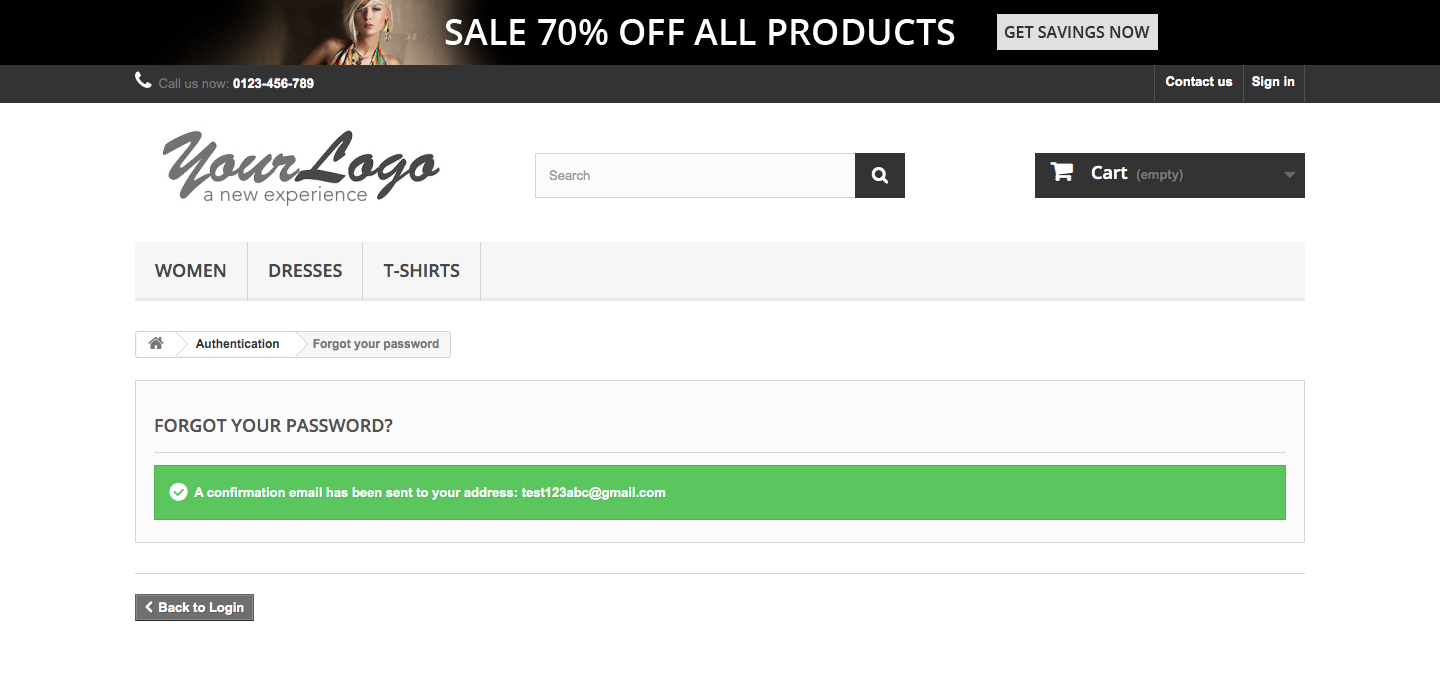 SALE 70% OFF ALL PRODUCTS GET SAVINGS NOW
Call us now: 0123-456-789 Contact us Sign in
YourLogo
a new experience
Search
Cart (empty)
WOMEN DRESSES T-SHIRTS
Authentication Forgot your password
FORGOT YOUR PASSWORD?
A confirmation email has been sent to your address: test123abc@gmail.com
Back to Login